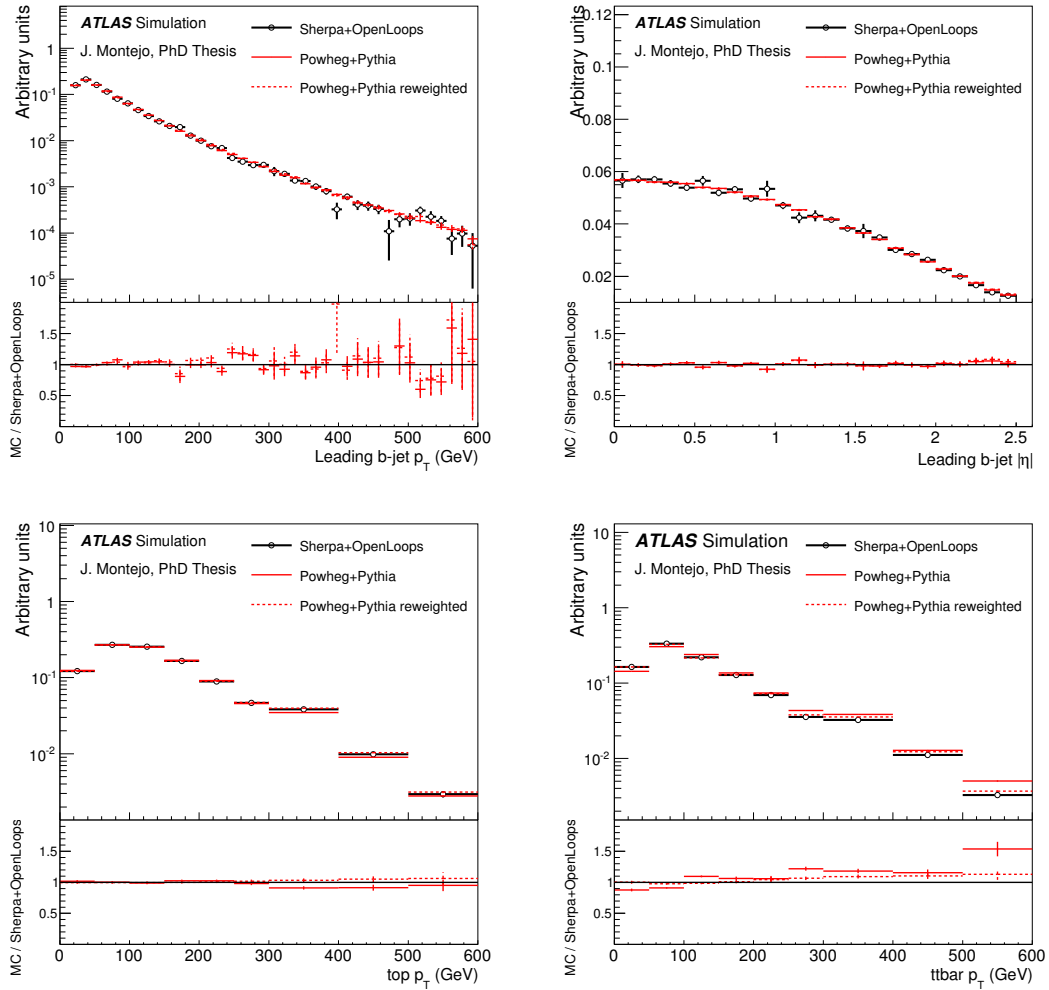 ATLAS Simulation
J. Montejo, PhD Thesis
Sherpa+OpenLoops
Powheg+Pythia
Powheg+Pythia reweighted
Arbitrary units
1
10^-1
10^-2
10^-3
10^-4
10^-5
MC / Sherpa+OpenLoops
1.5
1
0.5
0 100 200 300 400 500 600
Leading b-jet p_T (GeV)
ATLAS Simulation
J. Montejo, PhD Thesis
Sherpa+OpenLoops
Powheg+Pythia
Powheg+Pythia reweighted
Arbitrary units
0.12
0.1
0.08
0.06
0.04
0.02
MC / Sherpa+OpenLoops
1.5
1
0.5
0 0.5 1 1.5 2 2.5
Leading b-jet |η|
ATLAS Simulation
J. Montejo, PhD Thesis
Sherpa+OpenLoops
Powheg+Pythia
Powheg+Pythia reweighted
Arbitrary units
10
1
10^-1
10^-2
MC / Sherpa+OpenLoops
1.5
1
0.5
0 100 200 300 400 500 600
top p_T (GeV)
ATLAS Simulation
J. Montejo, PhD Thesis
Sherpa+OpenLoops
Powheg+Pythia
Powheg+Pythia reweighted
Arbitrary units
10
1
10^-1
10^-2
MC / Sherpa+OpenLoops
1.5
1
0.5
0 100 200 300 400 500 600
ttbar p_T (GeV)